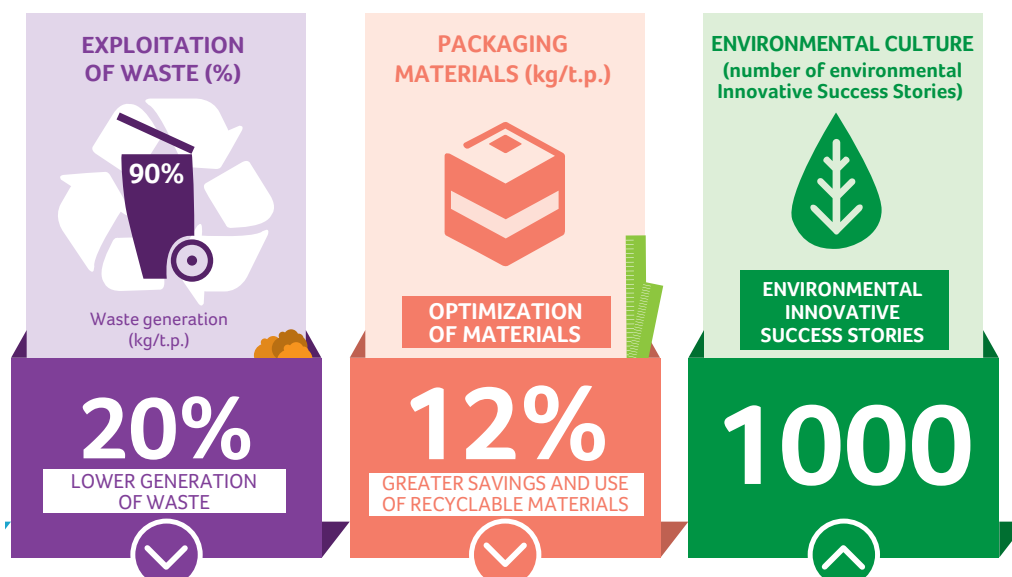 EXPLOITATION
OF WASTE (%)
90%
Waste generation
(kg/t.p.)
20%
LOWER GENERATION
OF WASTE
PACKAGING
MATERIALS (kg/t.p.)
OPTIMIZATION
OF MATERIALS
12%
GREATER SAVINGS AND USE
OF RECYCLABLE MATERIALS
ENVIRONMENTAL CULTURE
(number of environmental
Innovative Success Stories)
ENVIRONMENTAL
INNOVATIVE
SUCCESS STORIES
1000